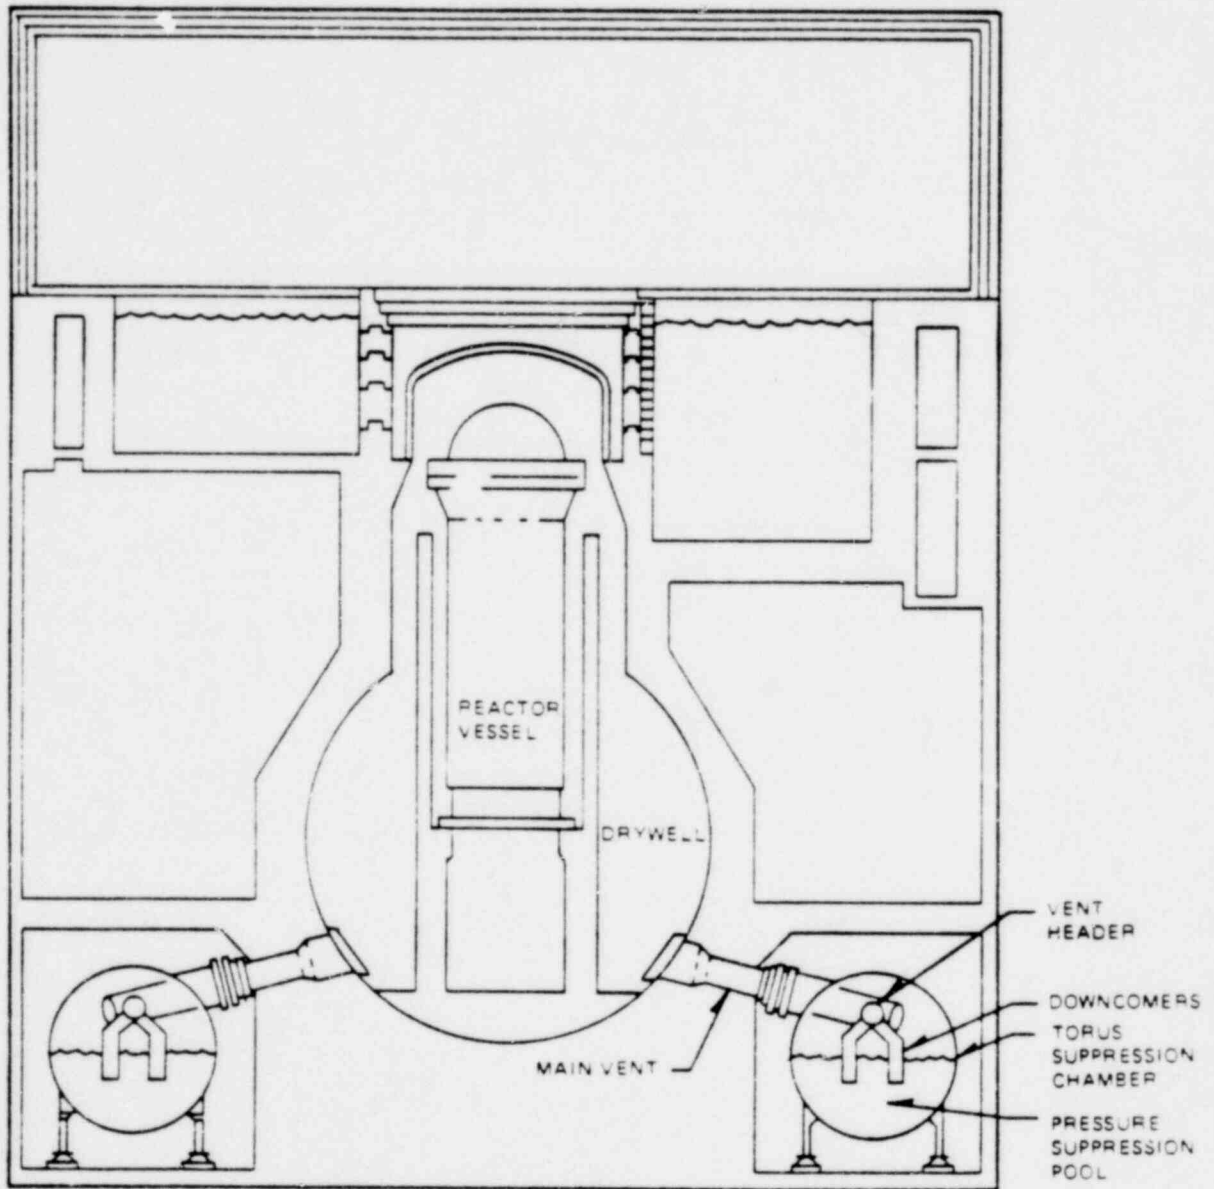 REACTOR
VESSEL
DRYWELL
VENT
HEADER
DOWNCOMERS
TORUS
SUPPRESSION
CHAMBER
MAIN VENT
PRESSURE
SUPPRESSION
POOL